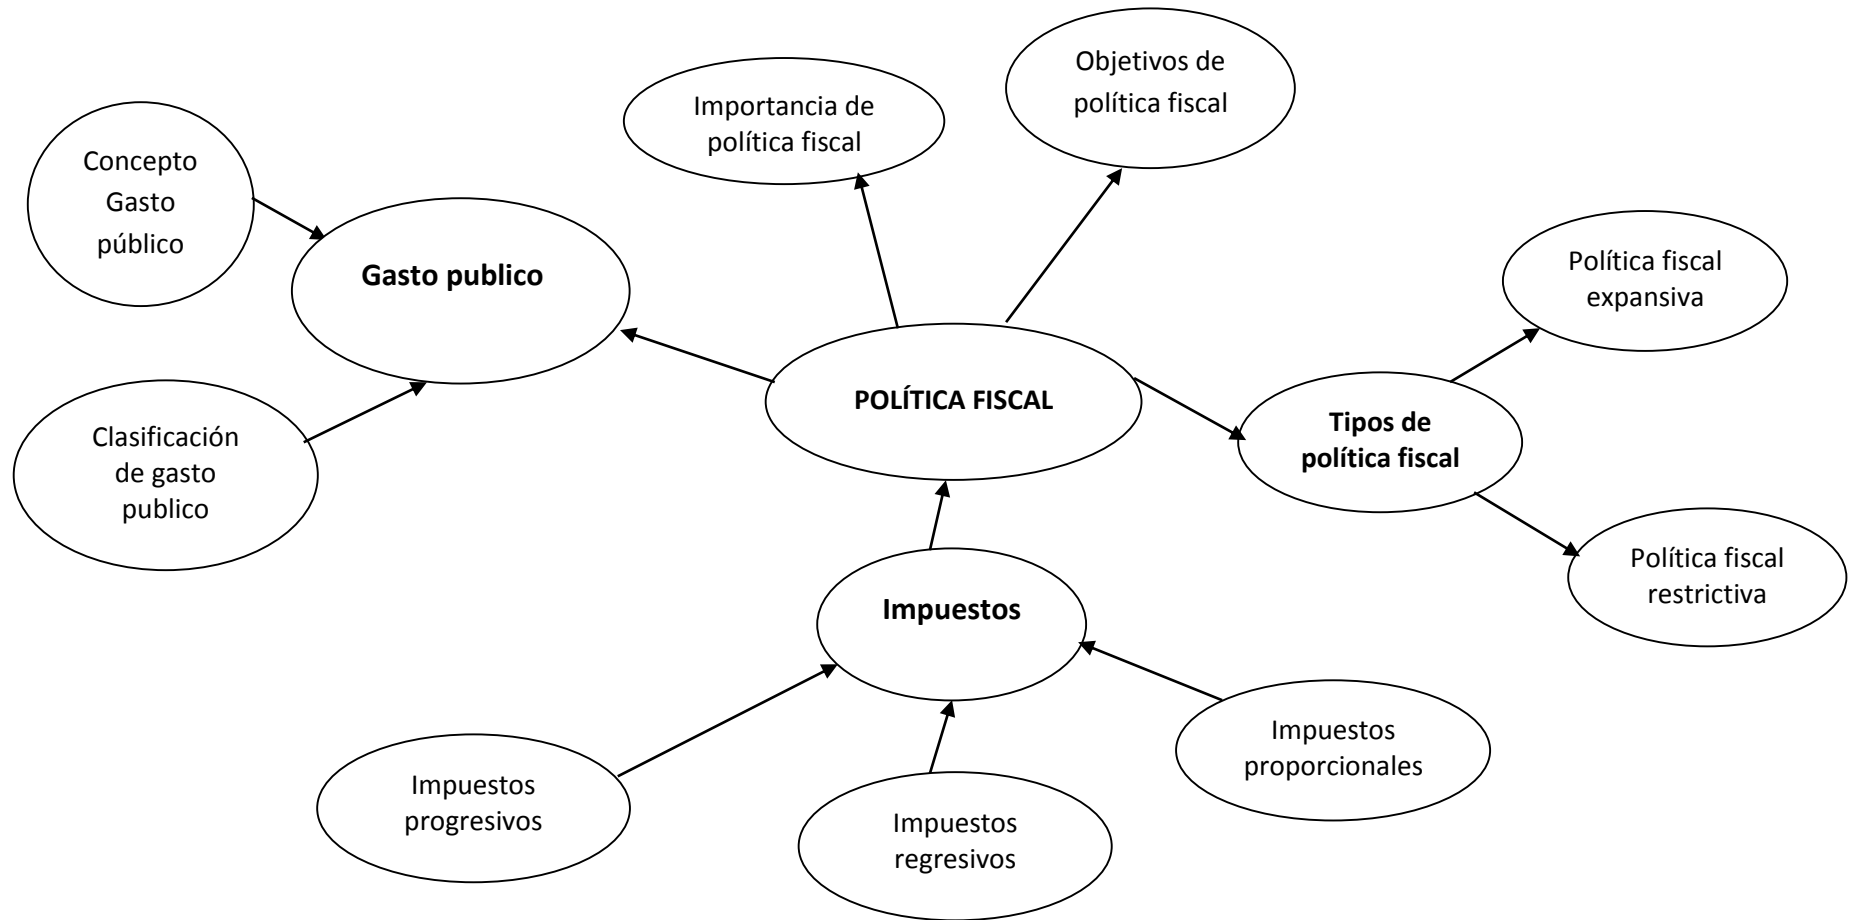 Objetivos de
política fiscal
Importancia de
política fiscal
Concepto
Gasto
público
Gasto publico
Política fiscal
expansiva
POLÍTICA FISCAL
Tipos de
política fiscal
Clasificación
de gasto
publico
Política fiscal
restrictiva
Impuestos
Impuestos
proporcionales
Impuestos
progresivos
Impuestos
regresivos